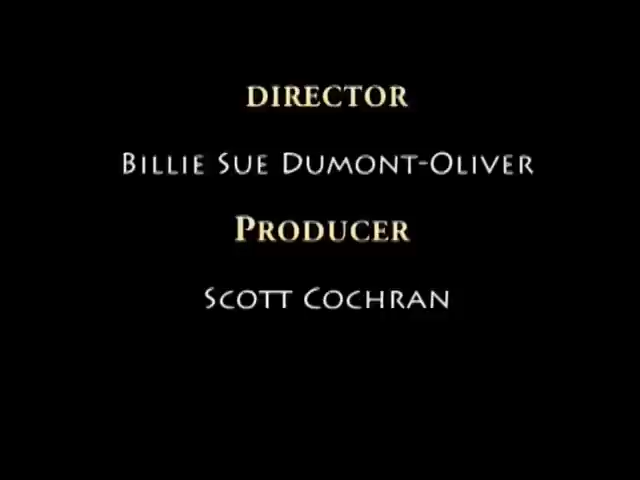 DIRECTOR
BILLIE SUE DUMONT-OLIVER
PRODUCER
SCOTT COCHRAN